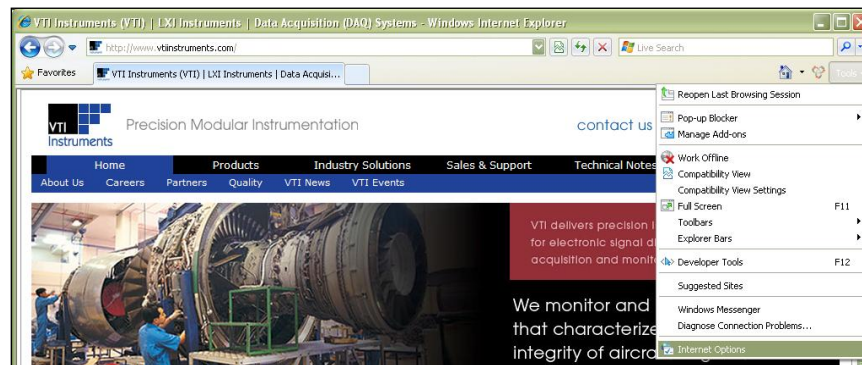 VTI Instruments (VTI) | LXI Instruments | Data Acquisition (DAQ) Systems - Windows Internet Explorer
http://www.vtiinstruments.com/
Live Search
Favorites
VTI Instruments (VTI) | LXI Instruments | Data Acquisi...
Tools
VTI
Instruments
Precision Modular Instrumentation
contact us
Home Products Industry Solutions Sales & Support Technical Notes
About Us Careers Partners Quality VTI News VTI Events
VTI delivers precision
for electronic signal
acquisition and
We monitor and
that characterize
integrity of
Reopen Last Browsing Session
Pop-up Blocker
Manage Add-ons
Work Offline
Compatibility View
Compatibility View Settings
Full Screen F11
Toolbars
Explorer Bars
Developer Tools F12
Suggested Sites
Windows Messenger
Diagnose Connection Problems...
Internet Options